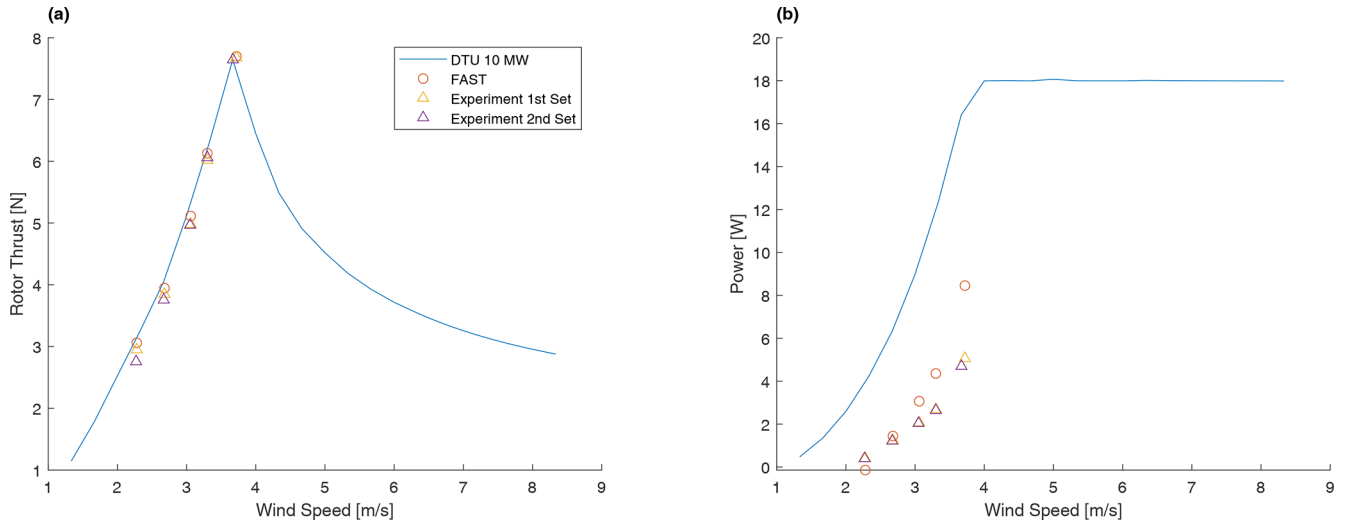 (a)
8
7
6
5
4
3
2
1
Rotor Thrust [N]
DTU 10 MW
FAST
Experiment 1st Set
Experiment 2nd Set
1 2 3 4 5 6 7 8 9
Wind Speed [m/s]
(b)
20
18
16
14
12
10
8
6
4
2
0
Power [W]
1 2 3 4 5 6 7 8 9
Wind Speed [m/s]